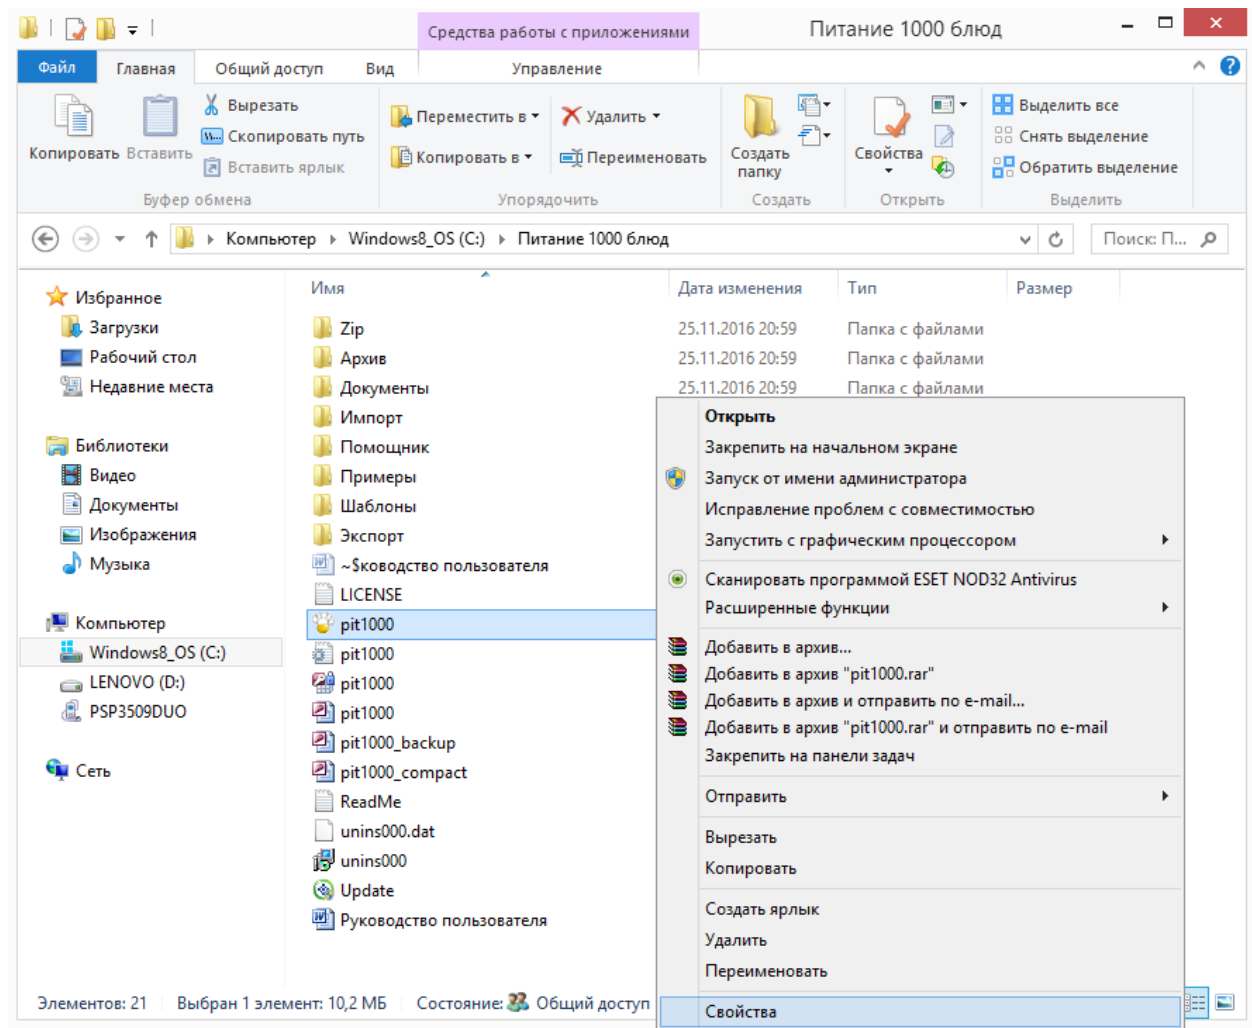 Средства работы с приложениями
Питание 1000 блюд
Файл
Главная
Общий доступ
Вид
Управление
Копировать
Вставить
Вырезать
Скопировать путь
Вставить ярлык
Буфер обмена
Переместить в
Копировать в
Удалить
Переименовать
Упорядочить
Создать папку
Создать
Свойства
Открыть
Выделить все
Снять выделение
Обратить выделение
Выделить
Компьютер
Windows8_OS (C:)
Питание 1000 блюд
Поиск: П...
Избранное
Загрузки
Рабочий стол
Недавние места
Библиотеки
Видео
Документы
Изображения
Музыка
Компьютер
Windows8_OS (C:)
LENOVO (D:)
PSP3509DUO
Сеть
Имя Дата изменения Тип Размер
Zip 25.11.2016 20:59 Папка с файлами
Архив 25.11.2016 20:59 Папка с файлами
Документы 25.11.2016 20:59 Папка с файлами
Импорт
Помощник
Примеры
Шаблоны
Экспорт
~$ководство пользователя
LICENSE
pit1000
pit1000
pit1000
pit1000
pit1000_backup
pit1000_compact
ReadMe
unins000.dat
unins000
Update
Руководство пользователя
Открыть
Закрепить на начальном экране
Запуск от имени администратора
Исправление проблем с совместимостью
Запустить с графическим процессором
Сканировать программой ESET NOD32 Antivirus
Расширенные функции
Добавить в архив...
Добавить в архив "pit1000.rar"
Добавить в архив и отправить по e-mail...
Добавить в архив "pit1000.rar" и отправить по e-mail
Закрепить на панели задач
Отправить
Вырезать
Копировать
Создать ярлык
Удалить
Переименовать
Свойства
Элементов: 21 Выбран 1 элемент: 10,2 МБ Состояние: Общий доступ